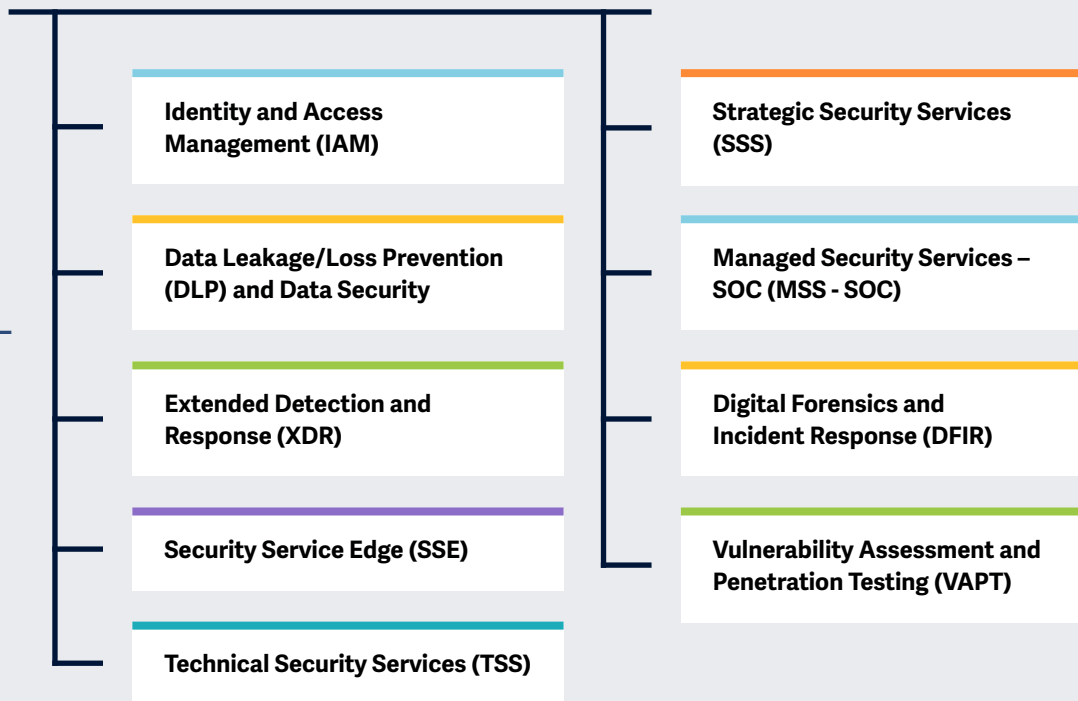 Identity and Access
Management (IAM)
Data Leakage/Loss Prevention
(DLP) and Data Security
Extended Detection and
Response (XDR)
Security Service Edge (SSE)
Technical Security Services (TSS)
Strategic Security Services
(SSS)
Managed Security Services –
SOC (MSS - SOC)
Digital Forensics and
Incident Response (DFIR)
Vulnerability Assessment and
Penetration Testing (VAPT)